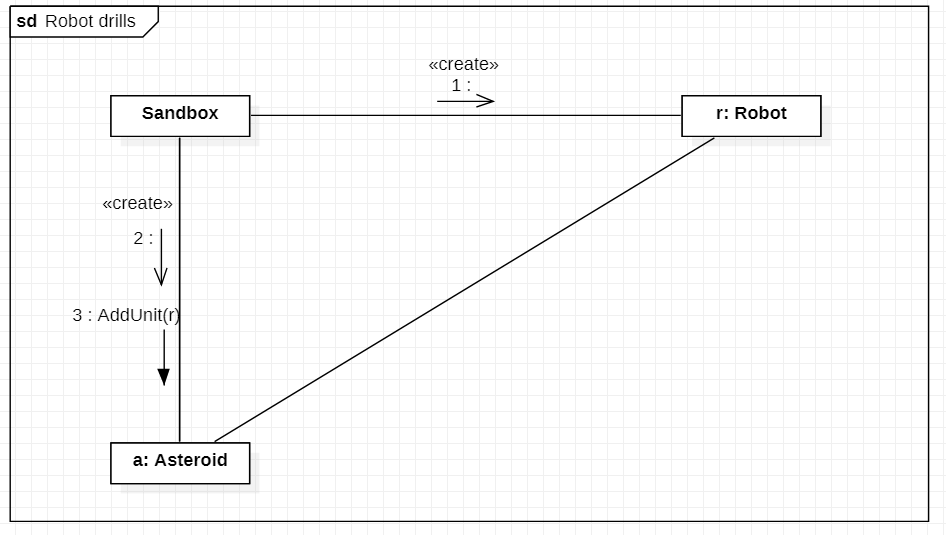 sd Robot drills
«create»
1 :
Sandbox
r: Robot
«create»
2 :
3 : AddUnit(r)
a: Asteroid